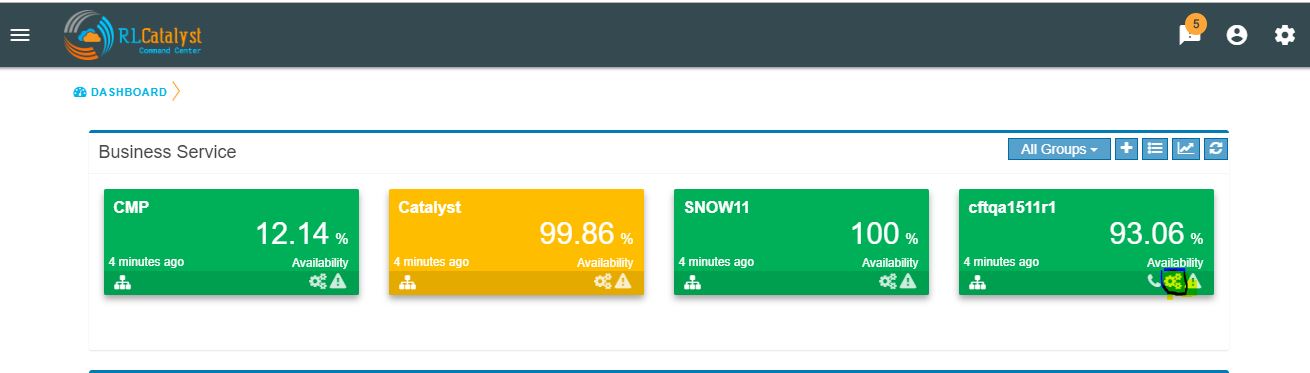 5
RLCatalyst
Command Center
DASHBOARD
Business Service
All Groups
CMP
12.14 %
4 minutes ago Availability
Catalyst
99.86 %
4 minutes ago Availability
SNOW11
100 %
4 minutes ago Availability
cftqa1511r1
93.06 %
4 minutes ago Availability